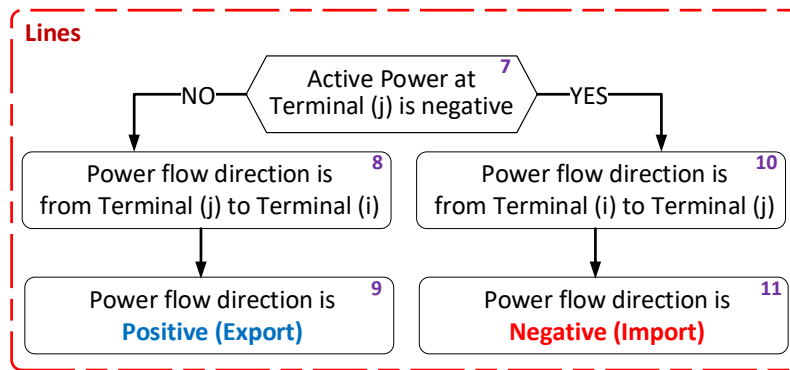 Lines
7
Active Power at
Terminal (j) is negative
NO
YES
8
Power flow direction is
from Terminal (j) to Terminal (i)
10
Power flow direction is
from Terminal (i) to Terminal (j)
9
Power flow direction is
Positive (Export)
11
Power flow direction is
Negative (Import)